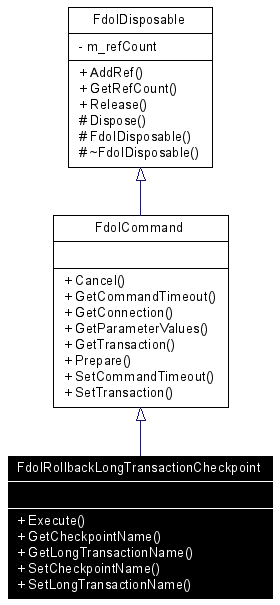 FdoIDisposable
- m_refCount
+ AddRef()
+ GetRefCount()
+ Release()
# Dispose()
# FdoIDisposable()
# ~FdoIDisposable()
FdoICommand
+ Cancel()
+ GetCommandTimeout()
+ GetConnection()
+ GetParameterValues()
+ GetTransaction()
+ Prepare()
+ SetCommandTimeout()
+ SetTransaction()
FdoIRollbackLongTransactionCheckpoint
+ Execute()
+ GetCheckpointName()
+ GetLongTransactionName()
+ SetCheckpointName()
+ SetLongTransactionName()